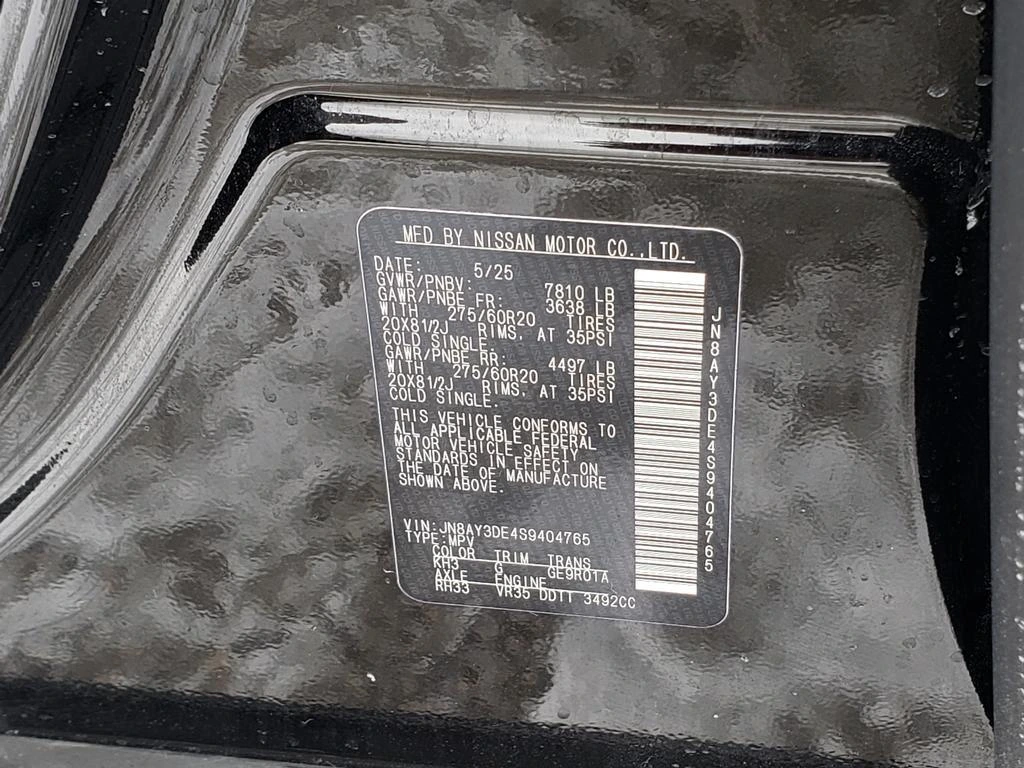 MFD BY NISSAN MOTOR CO.,LTD.
DATE: 5/25
GVWR/PNBV: 7810 LB
GAWR/PNBE FR: 3638 LB
WITH 275/60R20 TIRES
20X81/2J RIMS, AT 35PSI
COLD SINGLE.
GAWR/PNBE RR: 4497 LB
WITH 275/60R20 TIRES
20X81/2J RIMS, AT 35PSI
COLD SINGLE.
THIS VEHICLE CONFORMS TO
ALL APPLICABLE FEDERAL
MOTOR VEHICLE SAFETY
STANDARDS IN EFFECT ON
THE DATE OF MANUFACTURE
SHOWN ABOVE.
VIN:JN8AY3DE4S9404765
TYPE:MPV
COLOR TRIM TRANS
KH3 G GE9R01A
AXLE ENGINE
RH33 VR35 DDTT 3492CC
JN8AY3DE4S9404765